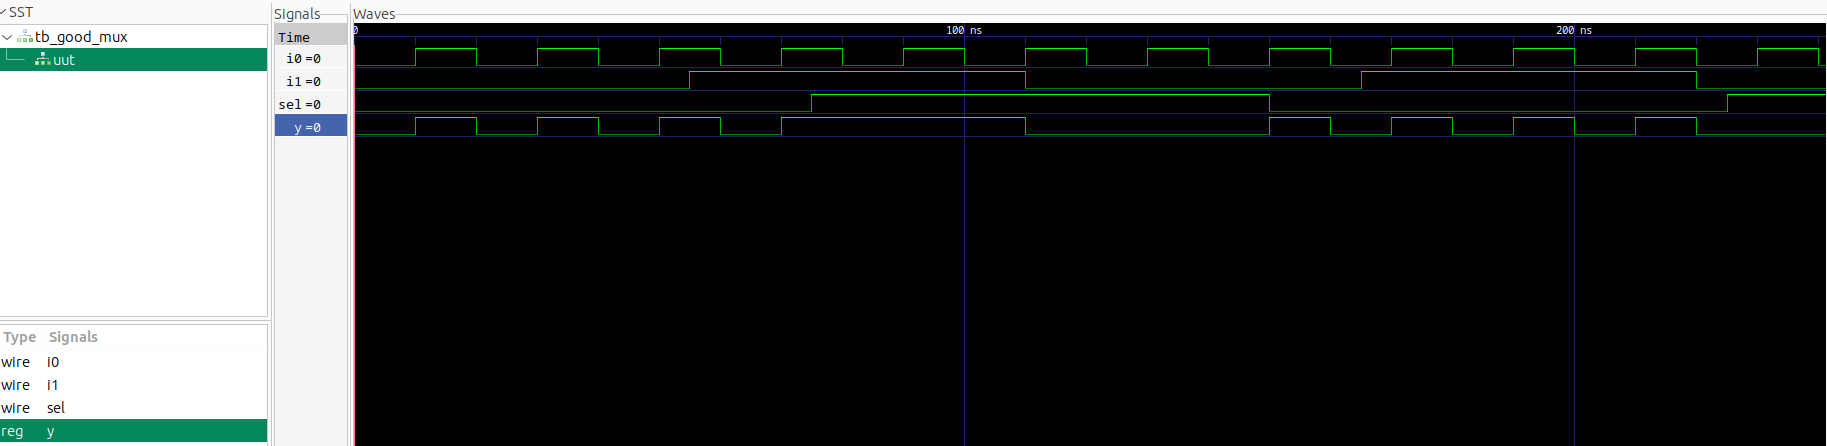 SST
tb_good_mux
uut
Type Signals
wire i0
wire i1
wire sel
reg y
Signals
Time
i0 =0
i1 =0
sel =0
y =0
Waves
0 100 ns 200 ns